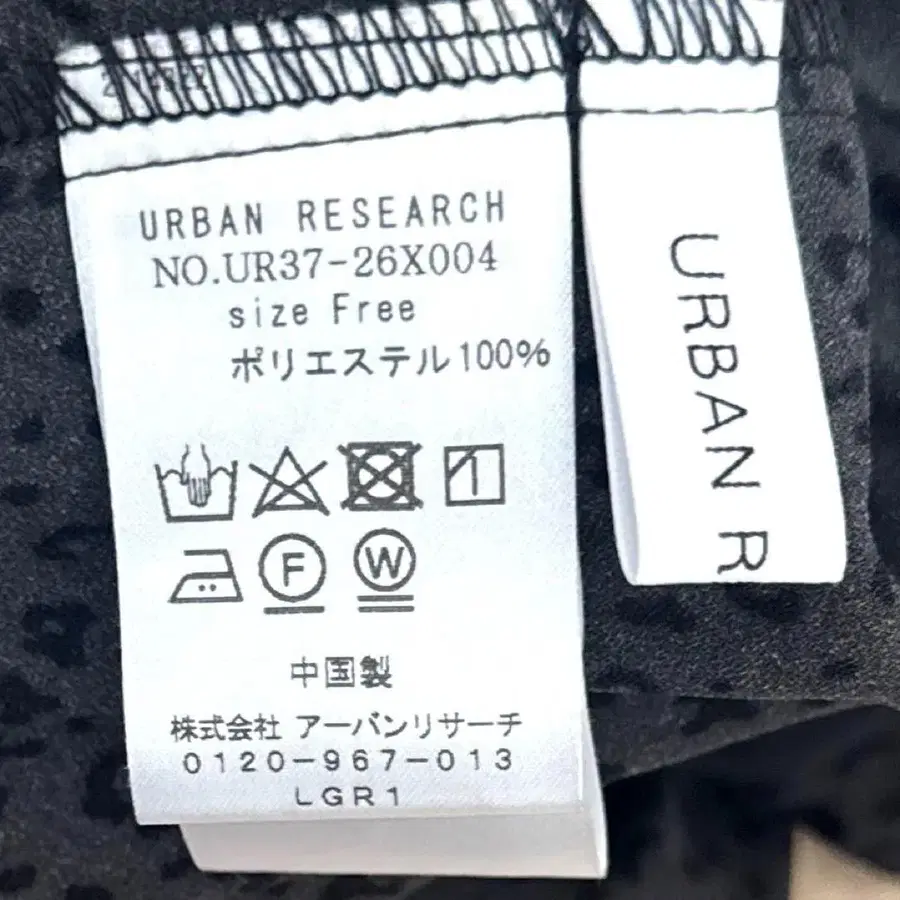 URBAN RESEARCH
NO.UR37-26X004
size Free
ポリエステル100%
F
W
中国製
株式会社 アーバンリサーチ
0120-967-013
LGR1
URBAN R